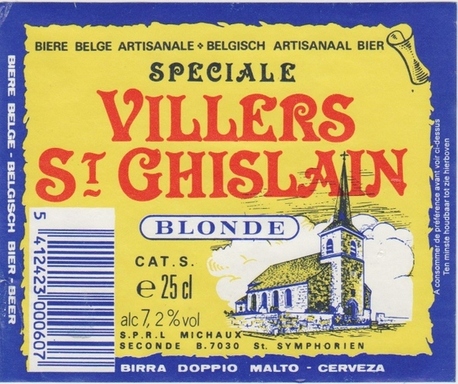 BIERE BELGE ARTISANALE + BELGISCH ARTISANAAL BIER
SPECIALE
VILLERS
ST GHISLAIN
BLONDE
CAT. S.
e 25 cl
alc 7,2 % vol
S.P.R.L MICHAUX
SECONDE B.7030 St. SYMPHORIEN
BIRRA DOPPIO MALTO - CERVEZA
BIERE BELGE - BELGISCH BIER - BEER
5 412423 000607
A consommer de préférence avant voir ci-dessus
Ten minste houdbaar tot zie hierboven